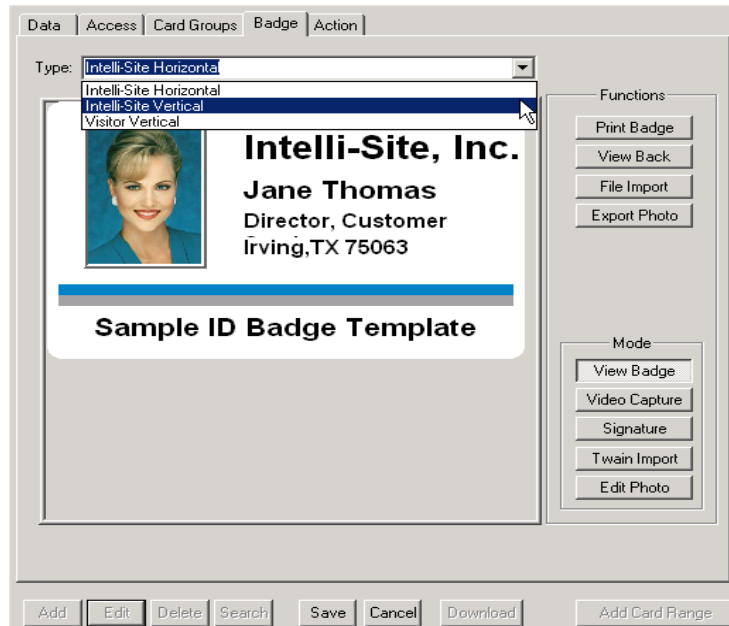 Data Access Card Groups Badge Action
Type: Intelli-Site Horizontal
Intelli-Site Horizontal
Intelli-Site Vertical
Visitor Vertical
Intelli-Site, Inc.
Jane Thomas
Director, Customer
Irving,TX 75063
Sample ID Badge Template
Functions
Print Badge
View Back
File Import
Export Photo
Mode
View Badge
Video Capture
Signature
Twain Import
Edit Photo
Add Edit Delete Search Save Cancel Download Add Card Range